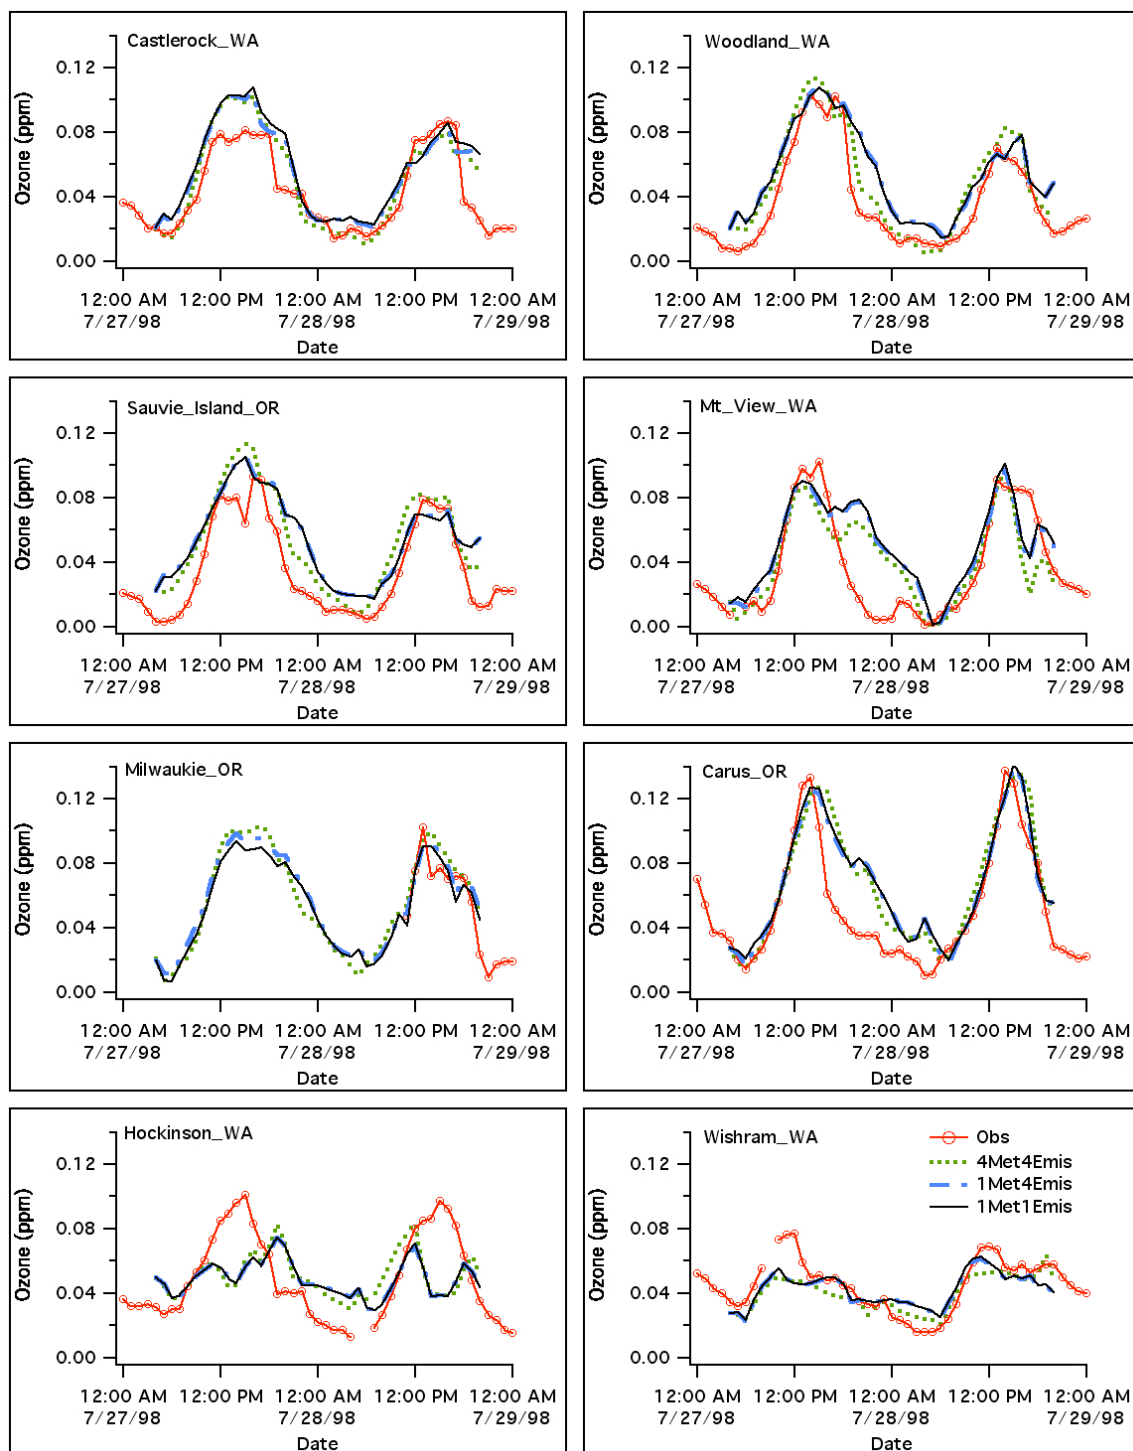 Castlerock_WA
0.12
0.08
0.04
0.00
Ozone (ppm)
12:00 AM 12:00 PM 12:00 AM 12:00 PM 12:00 AM
7/27/98 7/28/98 7/29/98
Date
Woodland_WA
0.12
0.08
0.04
0.00
Ozone (ppm)
12:00 AM 12:00 PM 12:00 AM 12:00 PM 12:00 AM
7/27/98 7/28/98 7/29/98
Date
Sauvie_Island_OR
0.12
0.08
0.04
0.00
Ozone (ppm)
12:00 AM 12:00 PM 12:00 AM 12:00 PM 12:00 AM
7/27/98 7/28/98 7/29/98
Date
Mt_View_WA
0.12
0.08
0.04
0.00
Ozone (ppm)
12:00 AM 12:00 PM 12:00 AM 12:00 PM 12:00 AM
7/27/98 7/28/98 7/29/98
Date
Milwaukie_OR
0.12
0.08
0.04
0.00
Ozone (ppm)
12:00 AM 12:00 PM 12:00 AM 12:00 PM 12:00 AM
7/27/98 7/28/98 7/29/98
Date
Carus_OR
0.12
0.08
0.04
0.00
Ozone (ppm)
12:00 AM 12:00 PM 12:00 AM 12:00 PM 12:00 AM
7/27/98 7/28/98 7/29/98
Date
Hockinson_WA
0.12
0.08
0.04
0.00
Ozone (ppm)
12:00 AM 12:00 PM 12:00 AM 12:00 PM 12:00 AM
7/27/98 7/28/98 7/29/98
Date
Wishram_WA
Obs
4Met4Emis
1Met4Emis
1Met1Emis
0.12
0.08
0.04
0.00
Ozone (ppm)
12:00 AM 12:00 PM 12:00 AM 12:00 PM 12:00 AM
7/27/98 7/28/98 7/29/98
Date